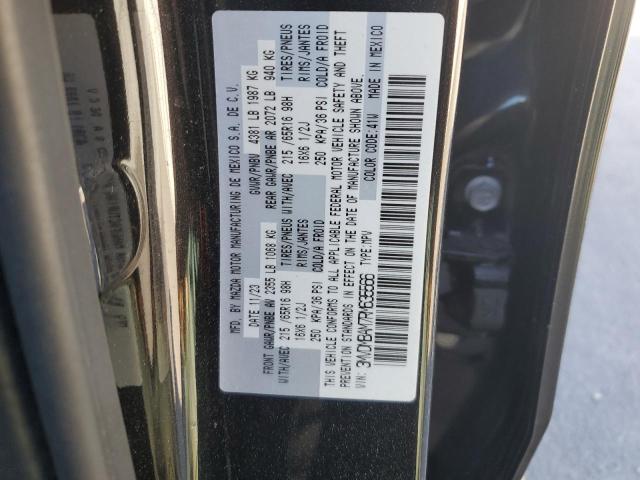 MFG. BY MAZDA MOTOR MANUFACTURING DE MEXICO S.A. DE C.V.
11/23 GVWR/PNBV 4381 LB 1987 KG
FRONT GAWR/PNBE AV 2355 LB 1068 KG REAR GAWR/PNBE AR 2072 LB 940 KG
WITH/AVEC 215 /65R16 98H TIRES/PNEUS WITH/AVEC 215 /65R16 98H TIRES/PNEUS
16X6 1/2J RIMS/JANTES 16X6 1/2J RIMS/JANTES
250 KPA/36 PSI COLD/A FROID 250 KPA/36 PSI COLD/A FROID
THIS VEHICLE CONFORMS TO ALL APPLICABLE FEDERAL MOTOR VEHICLE SAFETY AND THEFT
PREVENTION STANDARDS IN EFFECT ON THE DATE OF MANUFACTURE SHOWN ABOVE.
TYPE: MPV COLOR CODE: 41W MADE IN MEXICO
VIN: